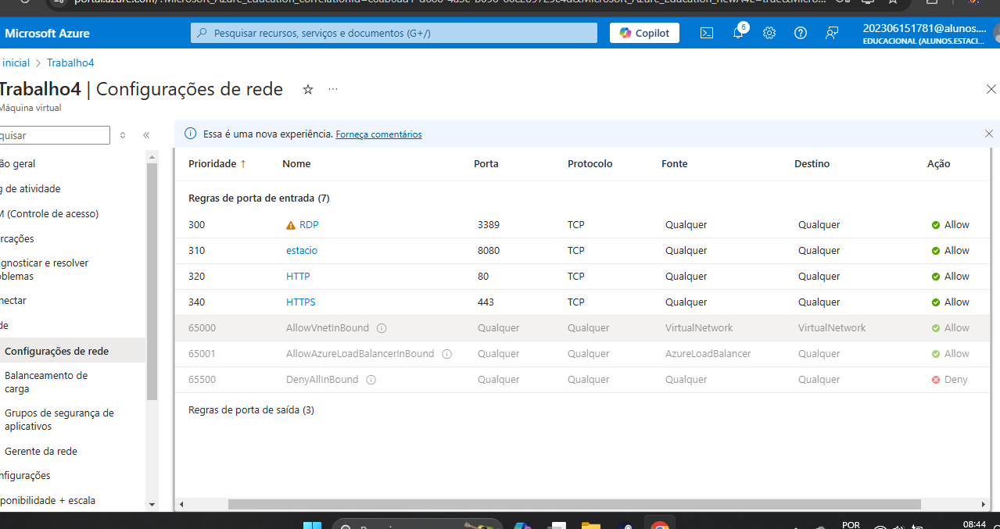 Microsoft Azure
Pesquisar recursos, serviços e documentos (G+/)
Copilot
6
202306151781@alunos....
EDUCACIONAL (ALUNOS.ESTACI...
inicial > Trabalho4
Trabalho4 | Configurações de rede
Máquina virtual
quisar
Essa é uma nova experiência. Forneça comentários
ão geral
g de atividade
M (Controle de acesso)
rcações
agnosticar e resolver
oblemas
nectar
de
Configurações de rede
Balanceamento de
carga
Grupos de segurança de
aplicativos
Gerente da rede
nfigurações
ponibilidade + escala
Prioridade ↑ Nome Porta Protocolo Fonte Destino Ação
Regras de porta de entrada (7)
300 RDP 3389 TCP Qualquer Qualquer Allow
310 estacio 8080 TCP Qualquer Qualquer Allow
320 HTTP 80 TCP Qualquer Qualquer Allow
340 HTTPS 443 TCP Qualquer Qualquer Allow
65000 AllowVnetInBound Qualquer Qualquer VirtualNetwork VirtualNetwork Allow
65001 AllowAzureLoadBalancerInBound Qualquer Qualquer AzureLoadBalancer Qualquer Allow
65500 DenyAllInBound Qualquer Qualquer Qualquer Qualquer Deny
Regras de porta de saída (3)
POR
08:44